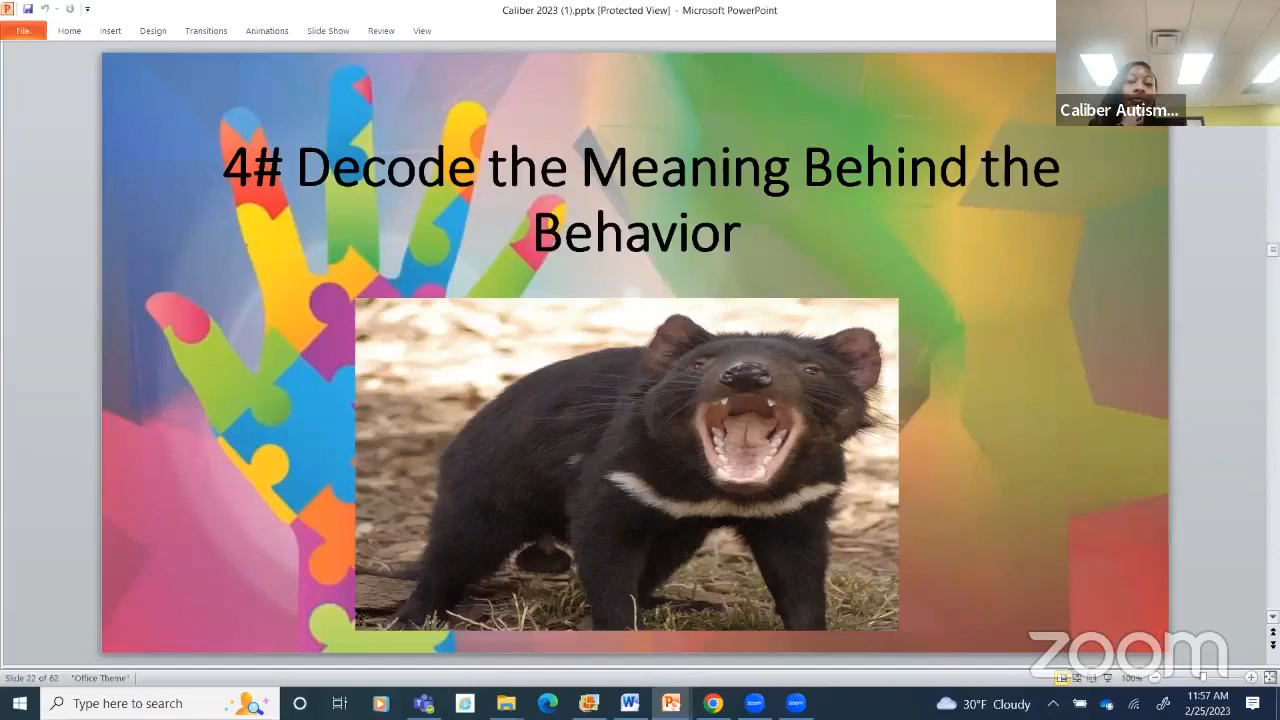 Caliber 2023 (1).pptx [Protected View] - Microsoft PowerPoint
File
Home
Insert
Design
Transitions
Animations
Slide Show
Review
View
Caliber Autism...
4# Decode the Meaning Behind the
Behavior
zoom
Slide 22 of 62
"Office Theme"
100%
Type here to search
30°F Cloudy
11:57 AM
2/25/2023